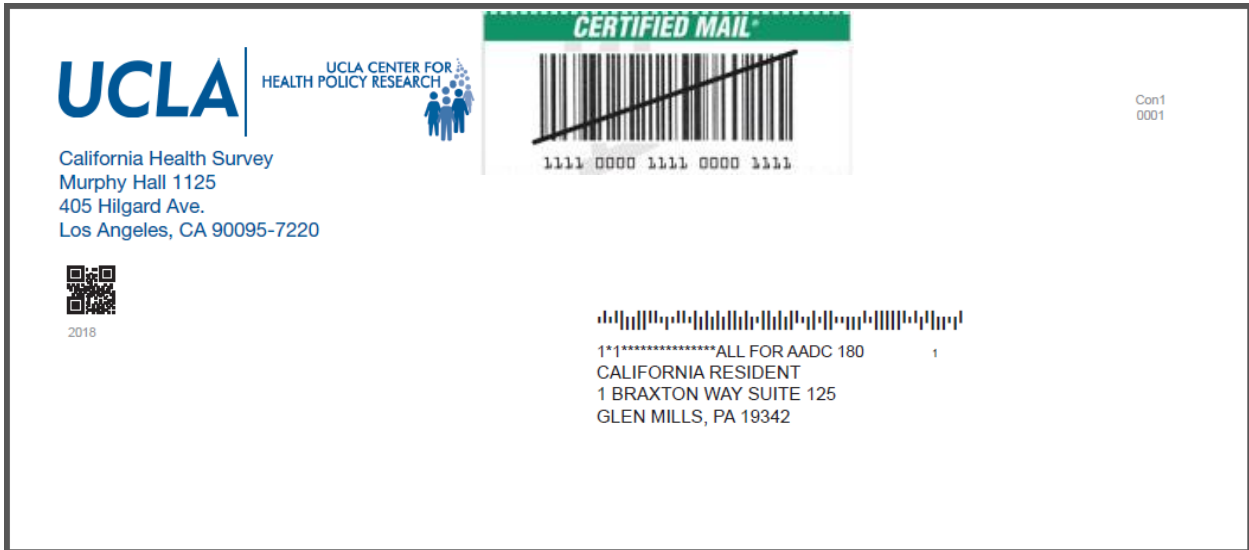 CERTIFIED MAIL®
UCLA
UCLA CENTER FOR
HEALTH POLICY RESEARCH
1111 0000 1111 0000 1111
Con1
0001
California Health Survey
Murphy Hall 1125
405 Hilgard Ave.
Los Angeles, CA 90095-7220
2018
1*1***************ALL FOR AADC 180 1
CALIFORNIA RESIDENT
1 BRAXTON WAY SUITE 125
GLEN MILLS, PA 19342